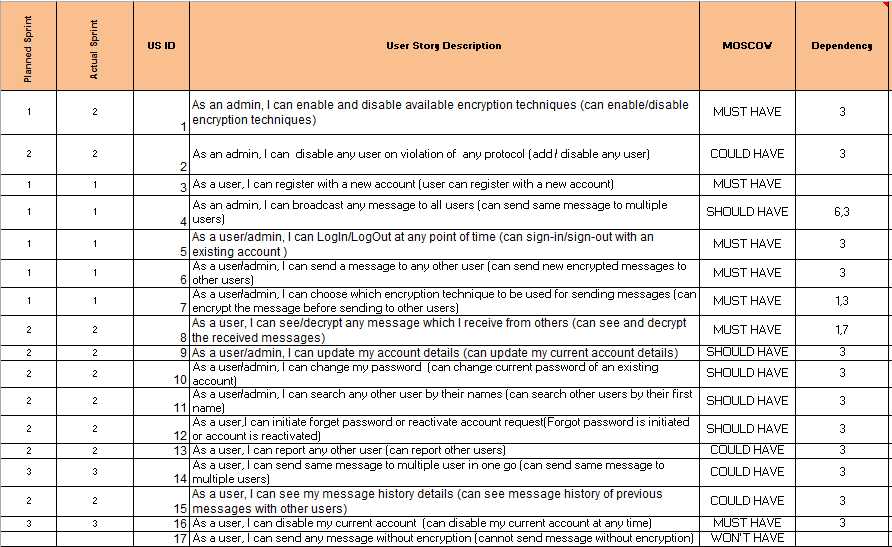 Planned Sprint Actual Sprint US ID User Story Description MOSCOW Dependency
1 2 1 As an admin, I can enable and disable available encryption techniques (can enable/disable
encryption techniques) MUST HAVE 3
2 2 2 As an admin, I can disable any user on violation of any protocol (add / disable any user) COULD HAVE 3
1 1 3 As a user, I can register with a new account (user can register with a new account) MUST HAVE
1 1 4 As an admin, I can broadcast any message to all users (can send same message to multiple
users) SHOULD HAVE 6,3
1 1 5 As a user/admin, I can LogIn/LogOut at any point of time (can sign-in/sign-out with an
existing account ) MUST HAVE 3
1 1 6 As a user/admin, I can send a message to any other user (can send new encrypted messages to
other users) MUST HAVE 3
1 1 7 As a user/admin, I can choose which encryption technique to be used for sending messages (can
encrypt the message before sending to other users) MUST HAVE 1,3
2 2 8 As a user, I can see/decrypt any message which I receive from others (can see and decrypt
the received messages) MUST HAVE 1,7
2 2 9 As a user/admin, I can update my account details (can update my current account details) SHOULD HAVE 3
2 2 10 As a user/admin, I can change my password (can change current password of an existing
account) SHOULD HAVE 3
2 2 11 As a user/admin, I can search any other user by their names (can search other users by their first
name) SHOULD HAVE 3
2 2 12 As a user,I can initiate forget password or reactivate account request(Forgot password is initiated
or account is reactivated) SHOULD HAVE 3
2 2 13 As a user, I can report any other user (can report other users) COULD HAVE 3
3 3 14 As a user, I can send same message to multiple user in one go (can send same message to
multiple users) COULD HAVE 3
2 2 15 As a user, I can see my message history details (can see message history of previous
messages with other users) COULD HAVE 3
3 3 16 As a user, I can disable my current account (can disable my current account at any time) MUST HAVE 3
17 As a user, I can send any message without encryption (cannot send message without encryption) WON'T HAVE